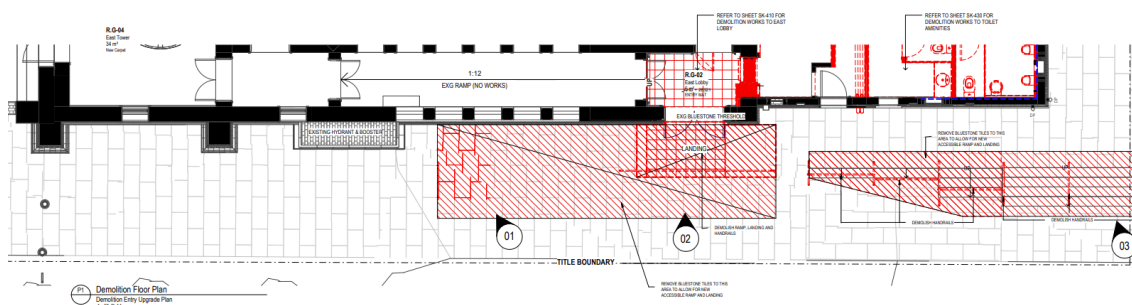 R.G-04
East Tower
34 m²
New Carpet
REFER TO SHEET SK-410 FOR
DEMOLITION WORKS TO EAST
LOBBY
REFER TO SHEET SK-430 FOR
DEMOLITION WORKS TO TOILET
AMENITIES
1:12
EXG RAMP (NO WORKS)
UP
R.G-02
East Lobby
ENTRY MAT
EXG BLUESTONE THRESHOLD
EXISTING HYDRANT & BOOSTER
LANDING
REMOVE BLUESTONE TILES TO THIS
AREA TO ALLOW FOR NEW
ACCESSIBLE RAMP AND LANDING
DEMOLISH HANDRAILS
DEMOLISH HANDRAILS
DEMOLISH RAMP, LANDING AND
HANDRAILS
01
02
03
TITLE BOUNDARY
REMOVE BLUESTONE TILES TO THIS
AREA TO ALLOW FOR NEW
ACCESSIBLE RAMP AND LANDING
P1
Demolition Floor Plan
Demolition Entry Upgrade Plan